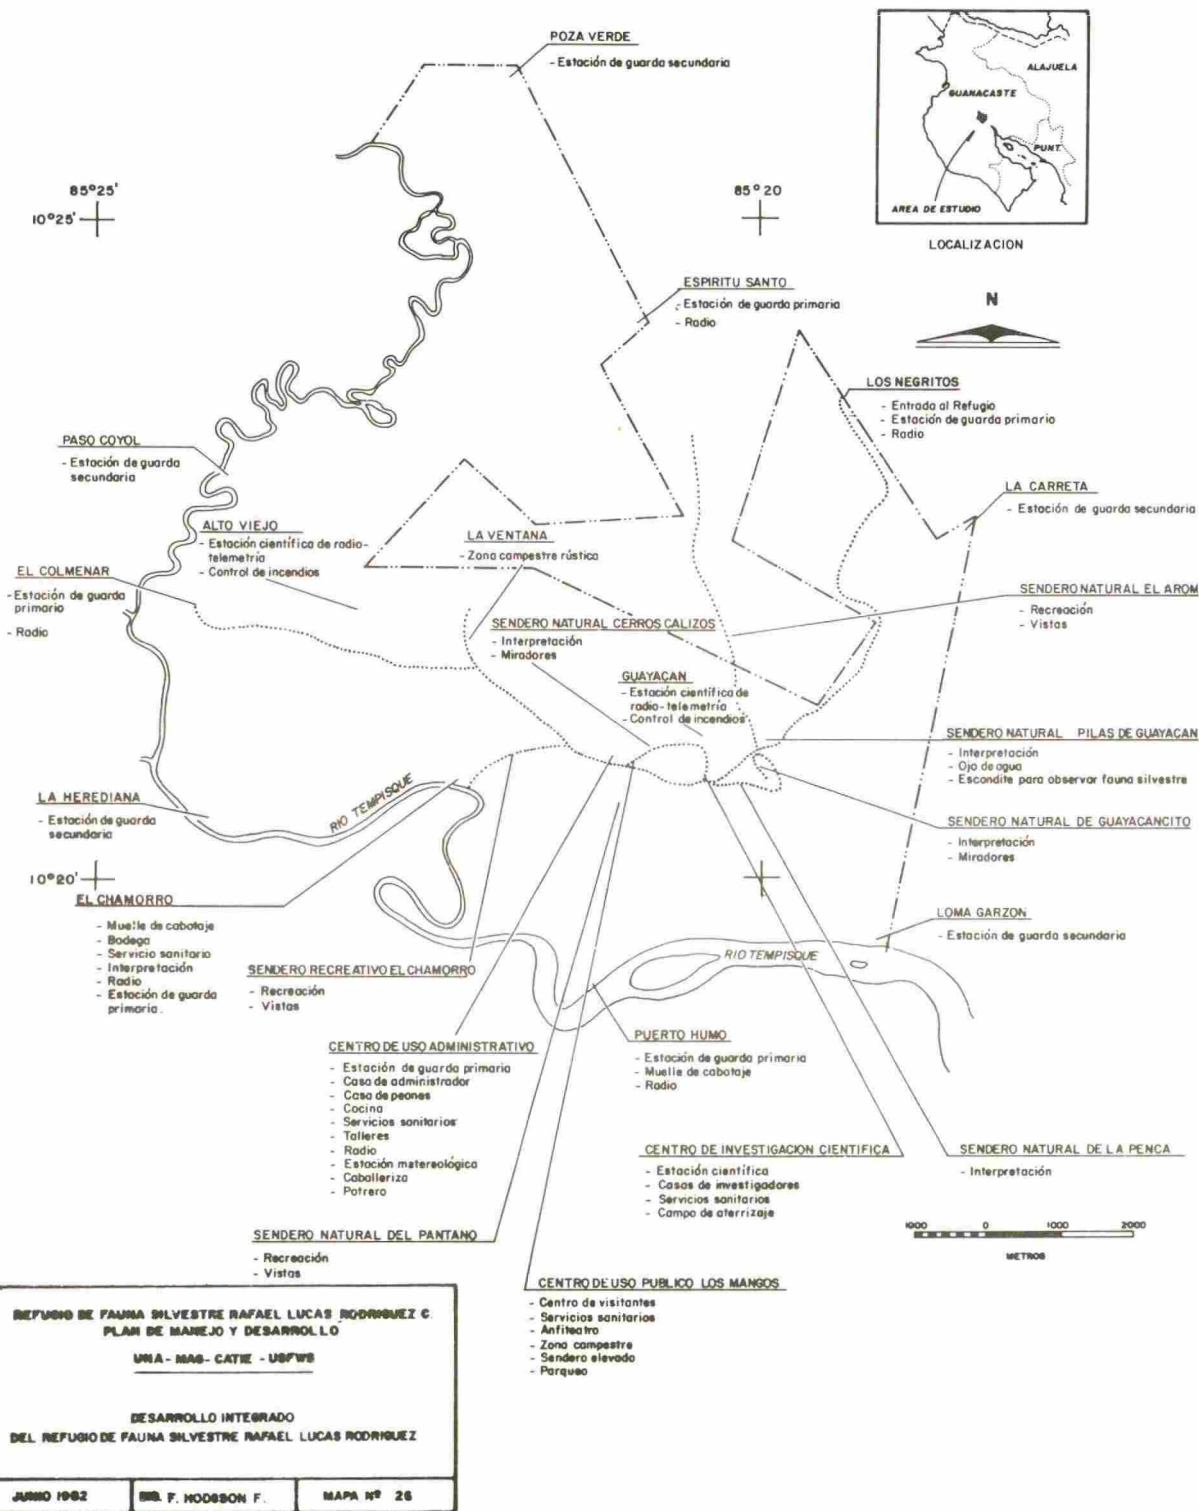 POZA VERDE
- Estación de guarda secundaria
ALAJUELA
GUANACASTE
PUNT.
AREA DE ESTUDIO
LOCALIZACION
85°25'
10°25'
85°20
ESPIRITU SANTO
- Estación de guarda primaria
- Radio
N
LOS NEGRITOS
- Entrada al Refugio
- Estación de guarda primario
- Radio
PASO COYOL
- Estación de guarda
secundaria
LA CARRETA
- Estación de guarda secundaria
ALTO VIEJO
- Estación científica de radio-
telemetría
- Control de incendios
LA VENTANA
- Zona campestre rústica
EL COLMENAR
- Estación de guarda
primario
- Radio
SENDERO NATURAL EL AROM
- Recreación
- Vistas
SENDERO NATURAL CERROS CALIZOS
- Interpretación
- Miradores
GUAYACAN
- Estación científica de
radio-telemetría
- Control de incendios
SENDERO NATURAL PILAS DE GUAYACAN
- Interpretación
- Ojo de agua
- Escondite para observar fauna silvestre
LA HEREDIANA
- Estación de guarda
secundaria
RIO TEMPISQUE
SENDERO NATURAL DE GUAYACANCITO
- Interpretación
- Miradores
10°20'
EL CHAMORRO
- Muelle de cabotaje
- Bodega
- Servicio sanitario
- Interpretación
- Radio
- Estación de guarda
primaria.
LOMA GARZON
- Estación de guarda secundaria
RIO TEMPISQUE
SENDERO RECREATIVO EL CHAMORRO
- Recreación
- Vistas
PUERTO HUMO
- Estación de guarda primaria
- Muelle de cabotaje
- Radio
CENTRO DE USO ADMINISTRATIVO
- Estación de guarda primaria
- Casa de administrador
- Casa de peones
- Cocina
- Servicios sanitarios
- Talleres
- Radio
- Estación matereológica
- Caballeriza
- Potrero
CENTRO DE INVESTIGACION CIENTIFICA
- Estación científica
- Casas de investigadores
- Servicios sanitarios
- Campo de aterrizaje
SENDERO NATURAL DE LA PENCA
- Interpretación
1000 0 1000 2000
METROS
SENDERO NATURAL DEL PANTANO
- Recreación
- Vistas
CENTRO DE USO PUBLICO LOS MANGOS
- Centro de visitantes
- Servicios sanitarios
- Anfiteatro
- Zona campestre
- Sendero elevado
- Parqueo
REFUGIO DE FAUNA SILVESTRE RAFAEL LUCAS RODRIGUEZ C.
PLAN DE MANEJO Y DESARROLLO
UNA - MAG - CATIE - USFWS
DESARROLLO INTEGRADO
DEL REFUGIO DE FAUNA SILVESTRE RAFAEL LUCAS RODRIGUEZ
JUNIO 1982
F. HODGSON F.
MAPA Nº 26